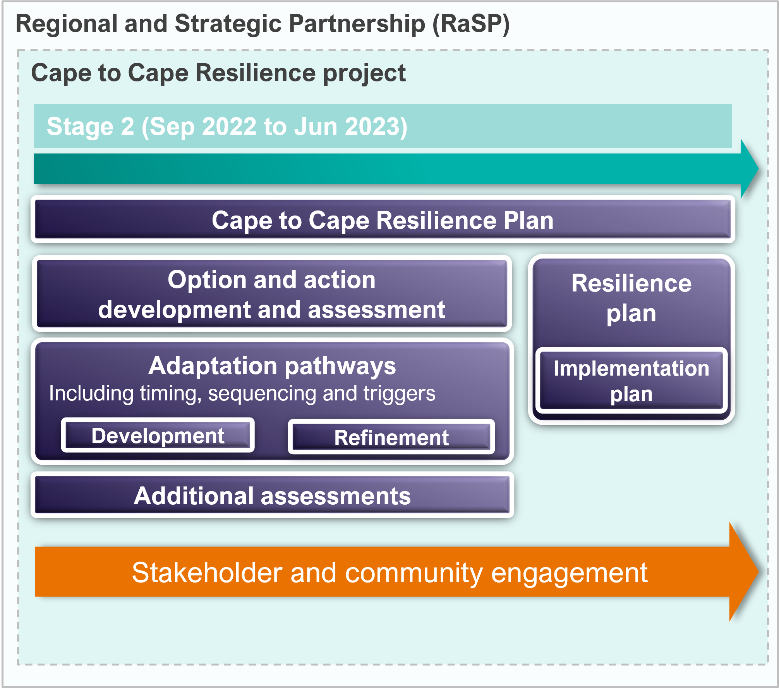 Regional and Strategic Partnership (RaSP)
Cape to Cape Resilience project
Stage 2 (Sep 2022 to Jun 2023)
Cape to Cape Resilience Plan
Option and action
development and assessment
Adaptation pathways
Including timing, sequencing and triggers
Development
Refinement
Additional assessments
Resilience
plan
Implementation
plan
Stakeholder and community engagement